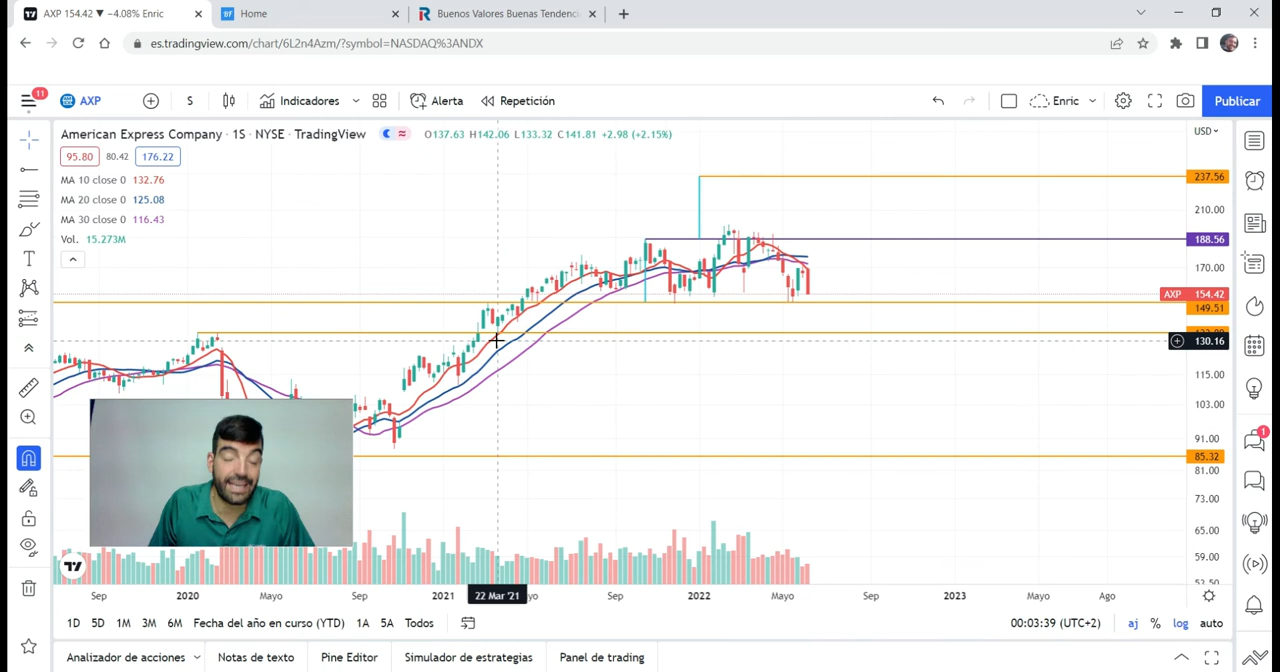 AXP 154.42 ▼ −4.08% Enric
Home
Buenos Valores Buenas Tendenci
es.tradingview.com/chart/6L2n4Azm/?symbol=NASDAQ%3ANDX
11
AXP
S
Indicadores
Alerta
Repetición
Enric
Publicar
American Express Company · 1S · NYSE · TradingView
O137.63 H142.06 L133.32 C141.81 +2.98 (+2.15%)
USD
95.80 80.42 176.22
MA 10 close 0 132.76
MA 20 close 0 125.08
MA 30 close 0 116.43
Vol. 15.273M
237.56
210.00
188.56
170.00
AXP 154.42
149.51
130.16
115.00
103.00
91.00
85.32
81.00
73.00
65.00
59.00
53.50
1
Sep 2020 Mayo Sep 2021 22 Mar '21 yo Sep 2022 Mayo Sep 2023 Mayo Ago
1D 5D 1M 3M 6M Fecha del año en curso (YTD) 1A 5A Todos
00:03:39 (UTC+2) aj % log auto
Analizador de acciones Notas de texto Pine Editor Simulador de estrategias Panel de trading